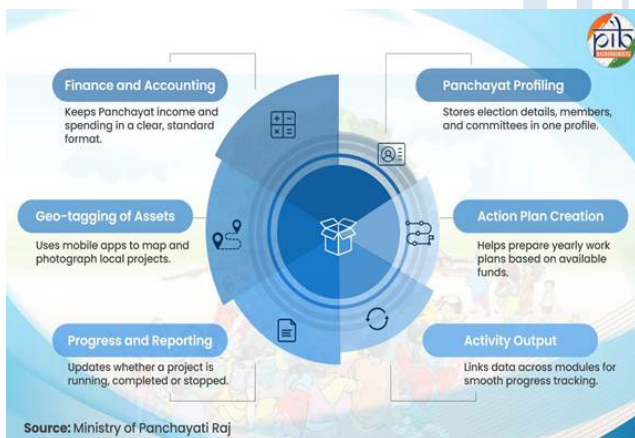 pib
BACKGROUNDERS
Finance and Accounting
Keeps Panchayat income and
spending in a clear, standard
format.
Panchayat Profiling
Stores election details, members,
and committees in one profile.
Geo-tagging of Assets
Uses mobile apps to map and
photograph local projects.
Action Plan Creation
Helps prepare yearly work
plans based on available
funds.
Progress and Reporting
Updates whether a project is
running, completed or stopped.
Activity Output
Links data across modules for
smooth progress tracking.
Source: Ministry of Panchayati Raj